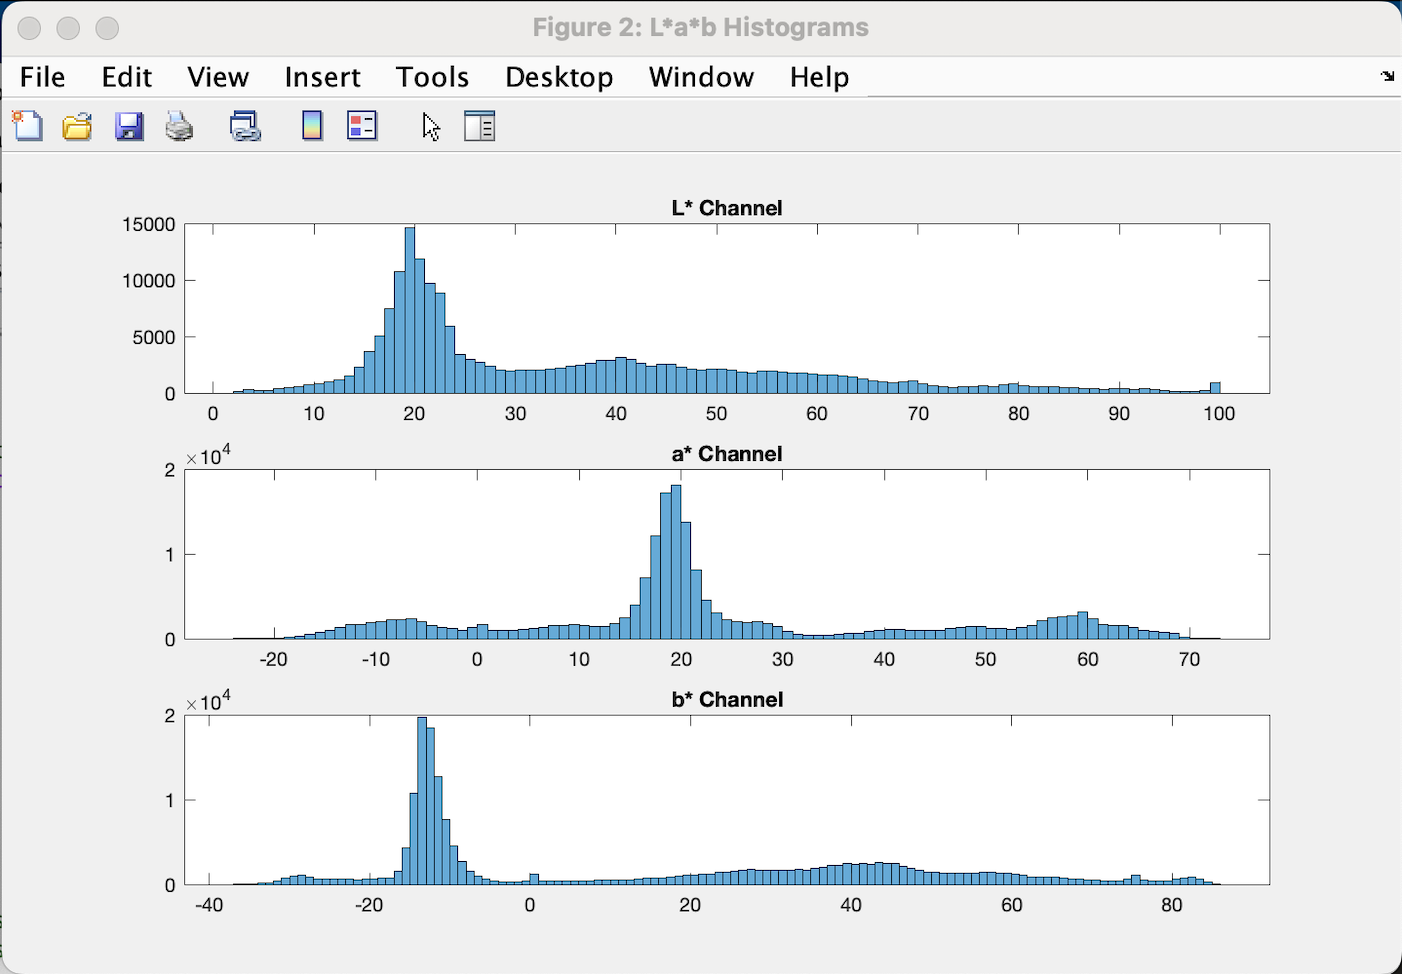 Figure 2: L*a*b Histograms
File Edit View Insert Tools Desktop Window Help
L* Channel
15000
10000
5000
0
0 10 20 30 40 50 60 70 80 90 100
a* Channel
×10^4
2
1
0
-20 -10 0 10 20 30 40 50 60 70
b* Channel
×10^4
2
1
0
-40 -20 0 20 40 60 80